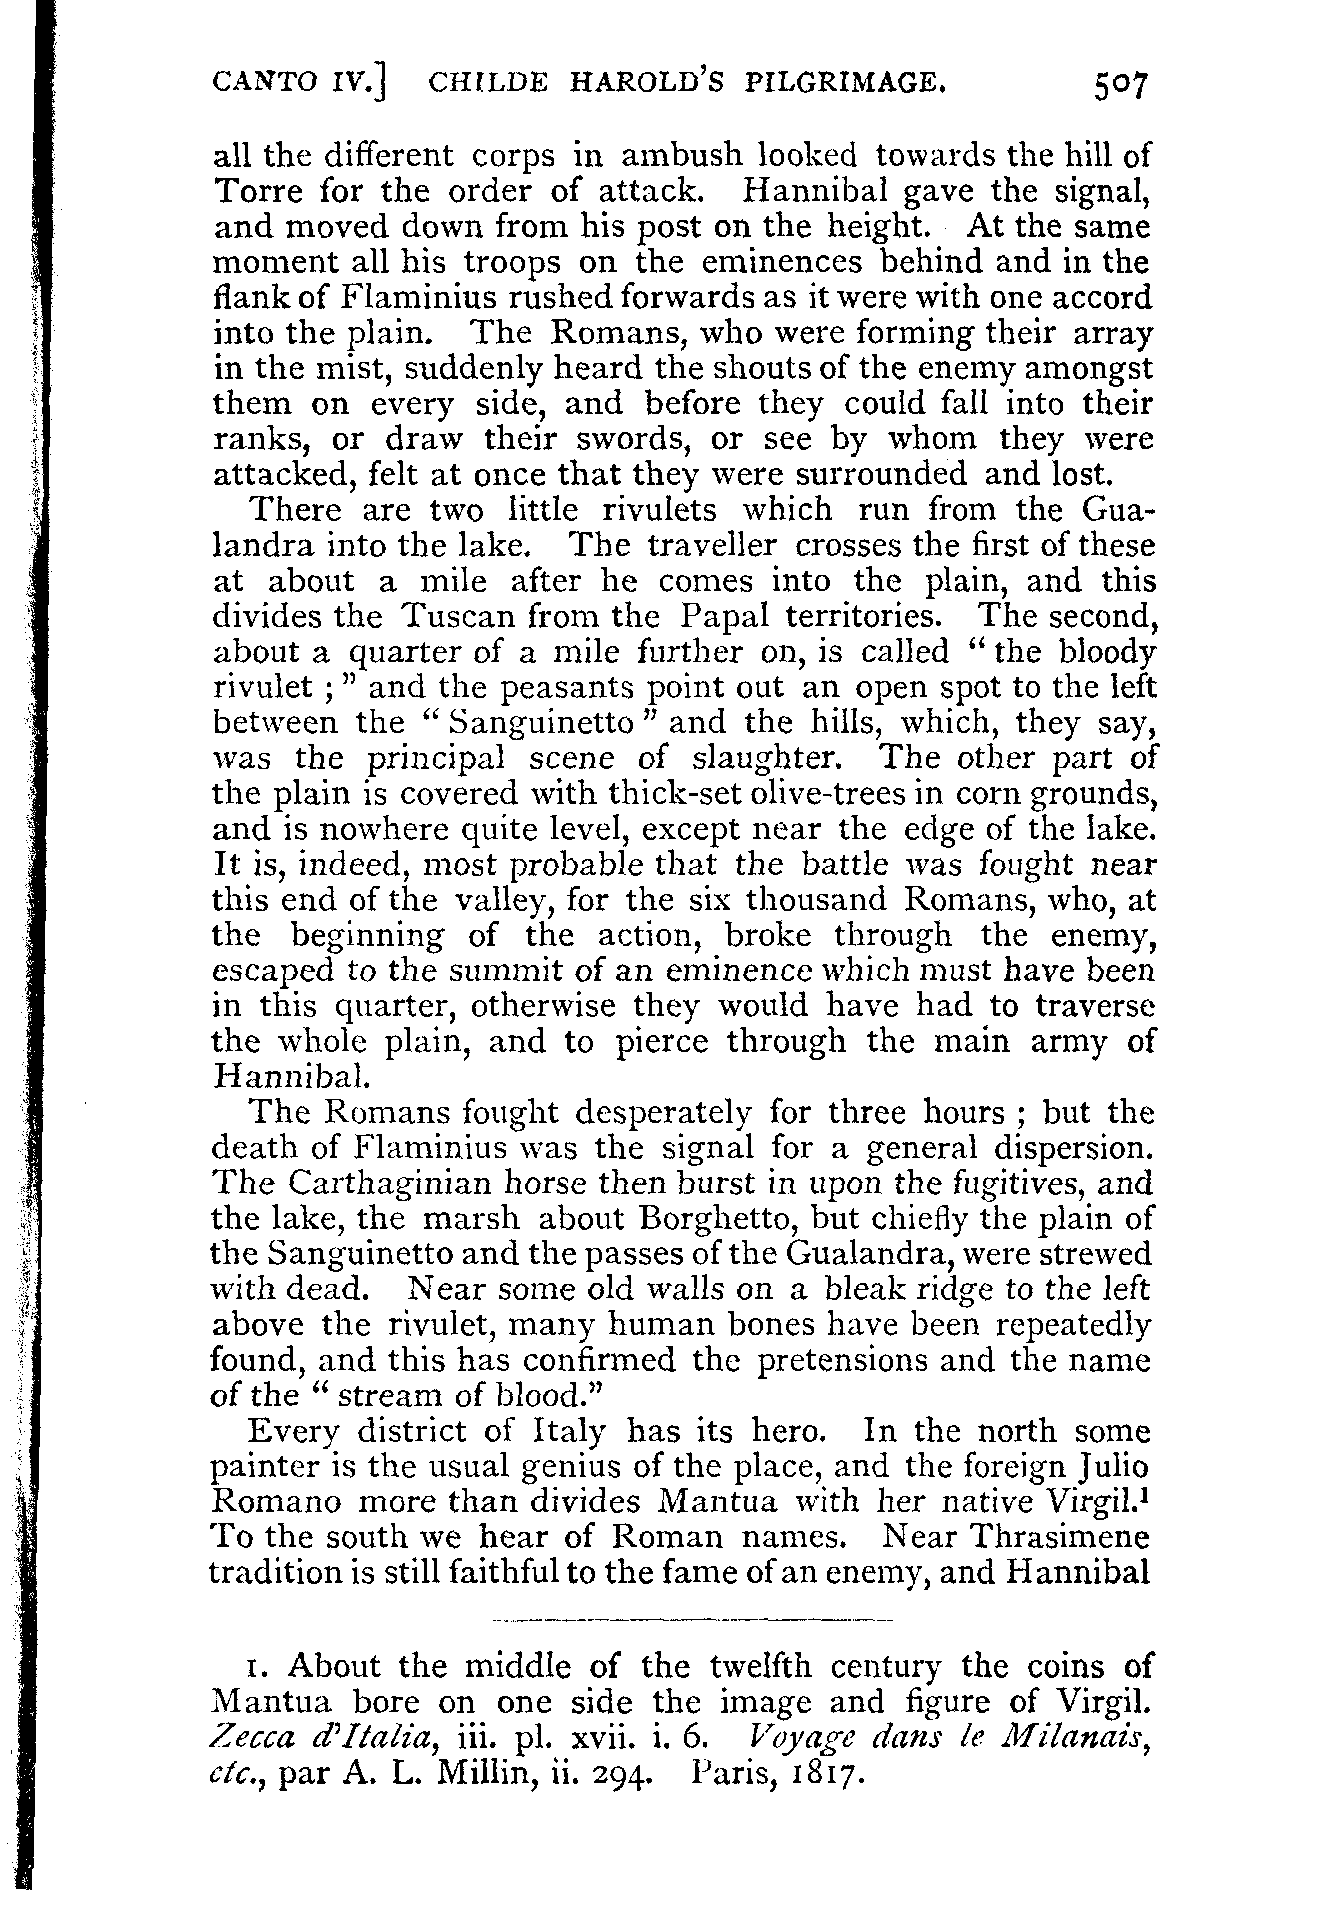 CANTO IV.] CHILDE HAROLD'S PILGRIMAGE. 507
all the different corps in ambush looked towards the hill of
Torre for the order of attack. Hannibal gave the signal,
and moved down from his post on the height. At the same
moment all his troops on the eminences behind and in the
flank of Flaminius rushed forwards as it were with one accord
into the plain. The Romans, who were forming their array
in the mist, suddenly heard the shouts of the enemy amongst
them on every side, and before they could fall into their
ranks, or draw their swords, or see by whom they were
attacked, felt at once that they were surrounded and lost.
There are two little rivulets which run from the Gua-
landra into the lake. The traveller crosses the first of these
at about a mile after he comes into the plain, and this
divides the Tuscan from the Papal territories. The second,
about a quarter of a mile further on, is called “ the bloody
rivulet ; ” and the peasants point out an open spot to the left
between the “ Sanguinetto ” and the hills, which, they say,
was the principal scene of slaughter. The other part of
the plain is covered with thick-set olive-trees in corn grounds,
and is nowhere quite level, except near the edge of the lake.
It is, indeed, most probable that the battle was fought near
this end of the valley, for the six thousand Romans, who, at
the beginning of the action, broke through the enemy,
escaped to the summit of an eminence which must have been
in this quarter, otherwise they would have had to traverse
the whole plain, and to pierce through the main army of
Hannibal.
The Romans fought desperately for three hours ; but the
death of Flaminius was the signal for a general dispersion.
The Carthaginian horse then burst in upon the fugitives, and
the lake, the marsh about Borghetto, but chiefly the plain of
the Sanguinetto and the passes of the Gualandra, were strewed
with dead. Near some old walls on a bleak ridge to the left
above the rivulet, many human bones have been repeatedly
found, and this has confirmed the pretensions and the name
of the “ stream of blood.”
Every district of Italy has its hero. In the north some
painter is the usual genius of the place, and the foreign Julio
Romano more than divides Mantua with her native Virgil.¹
To the south we hear of Roman names. Near Thrasimene
tradition is still faithful to the fame of an enemy, and Hannibal
1. About the middle of the twelfth century the coins of
Mantua bore on one side the image and figure of Virgil.
Zecca d'Italia, iii. pl. xvii. i. 6. Voyage dans le Milanais,
etc., par A. L. Millin, ii. 294. Paris, 1817.